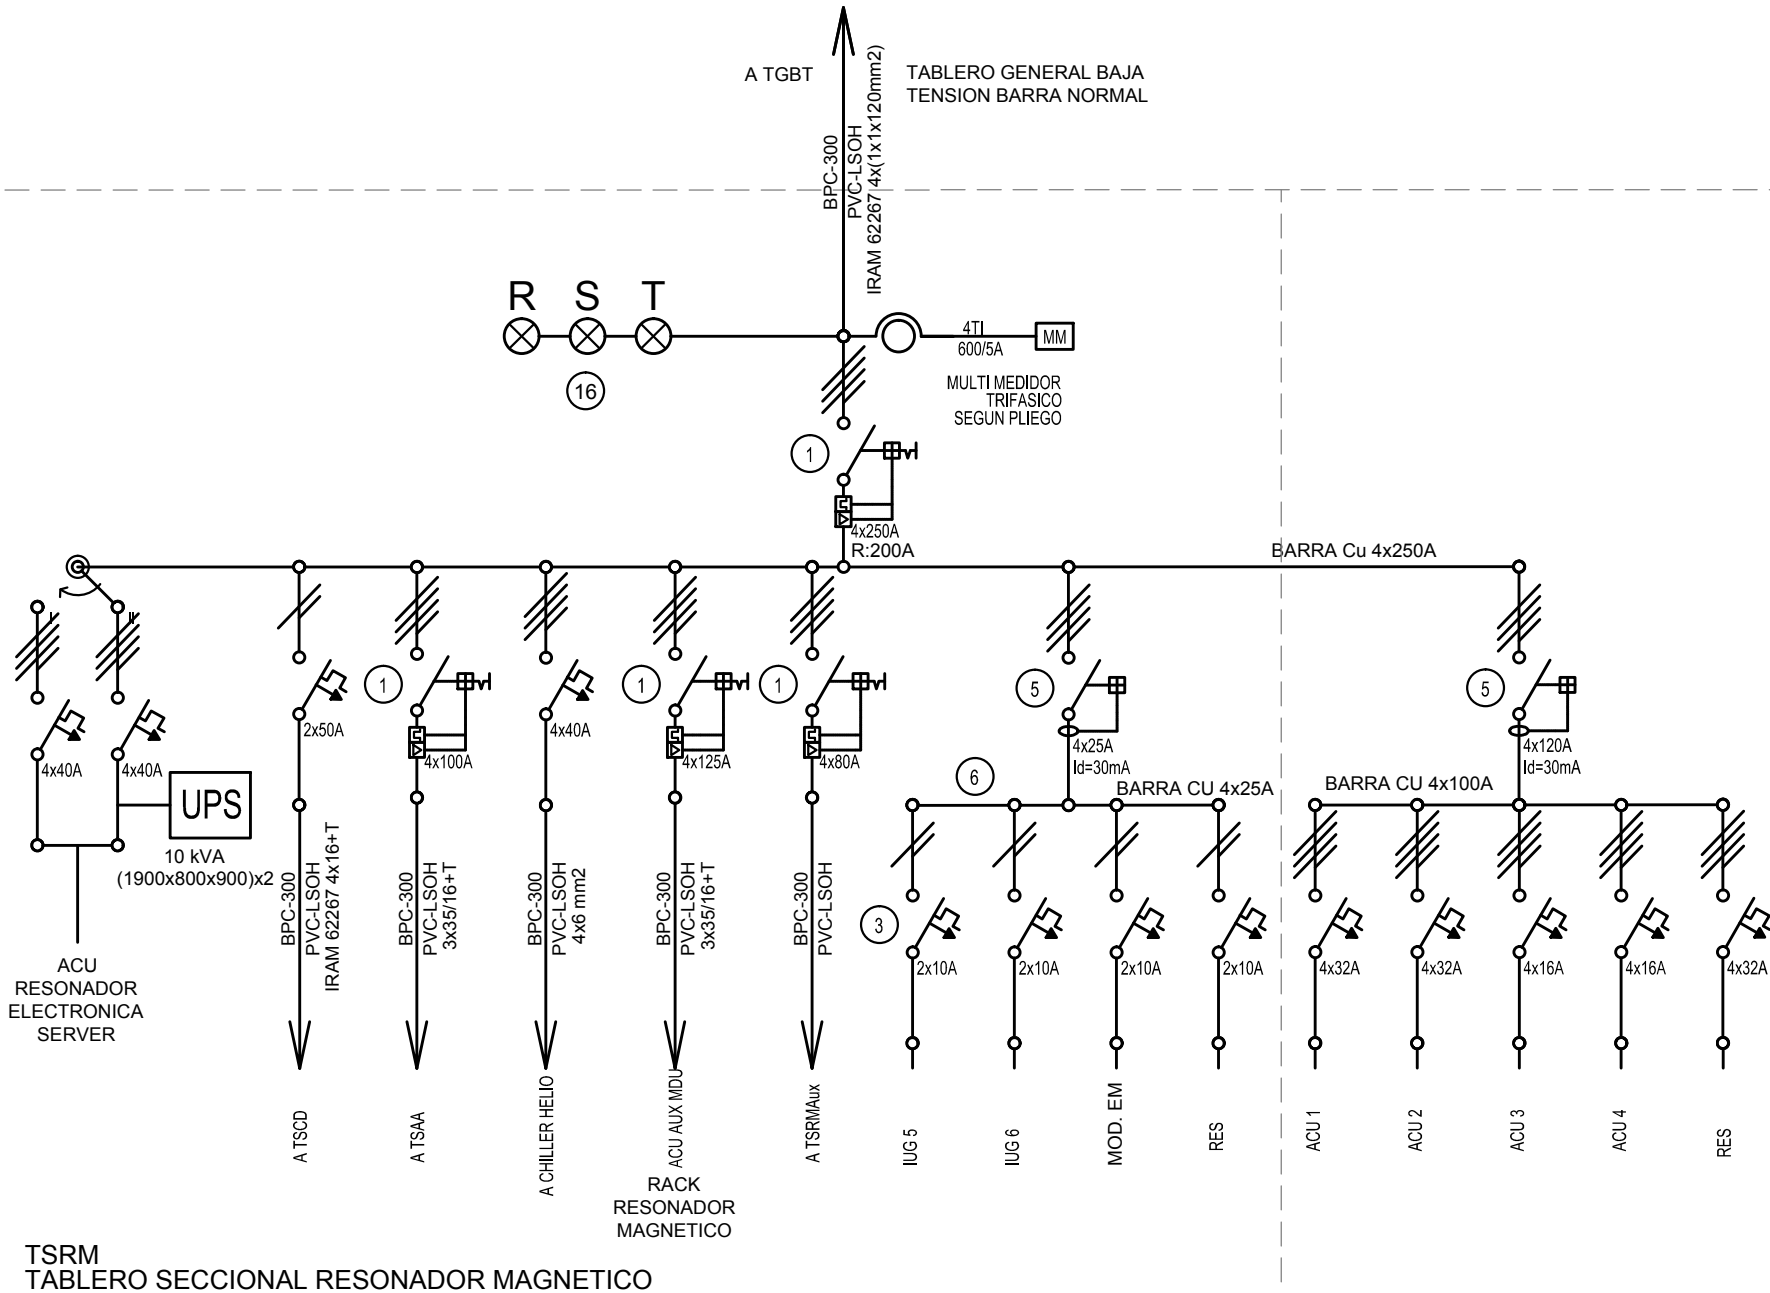 A TGBT
TABLERO GENERAL BAJA
TENSION BARRA NORMAL
BPC-300
PVC-LSOH
IRAM 62267 4x(1x1x120mm2)
R S T
16
4TI
600/5A
MM
MULTI MEDIDOR
TRIFASICO
SEGUN PLIEGO
1
4x250A
R:200A
BARRA Cu 4x250A
I
II
4x40A
4x40A
UPS
10 kVA
(1900x800x900)x2
ACU
RESONADOR
ELECTRONICA
SERVER
2x50A
BPC-300
PVC-LSOH
IRAM 62267 4x16+T
A TSCD
1
4x100A
BPC-300
PVC-LSOH
3x35/16+T
A TSAA
4x40A
BPC-300
PVC-LSOH
4x6 mm2
A CHILLER HELIO
1
4x125A
BPC-300
PVC-LSOH
3x35/16+T
ACU AUX MDU
RACK
RESONADOR
MAGNETICO
1
4x80A
BPC-300
PVC-LSOH
A TSRMAux
5
4x25A
Id=30mA
6
BARRA CU 4x25A
3
2x10A
2x10A
2x10A
2x10A
IUG 5
IUG 6
MOD. EM
RES
5
4x120A
Id=30mA
BARRA CU 4x100A
4x32A
4x32A
4x16A
4x16A
4x32A
ACU 1
ACU 2
ACU 3
ACU 4
RES
TSRM
TABLERO SECCIONAL RESONADOR MAGNETICO